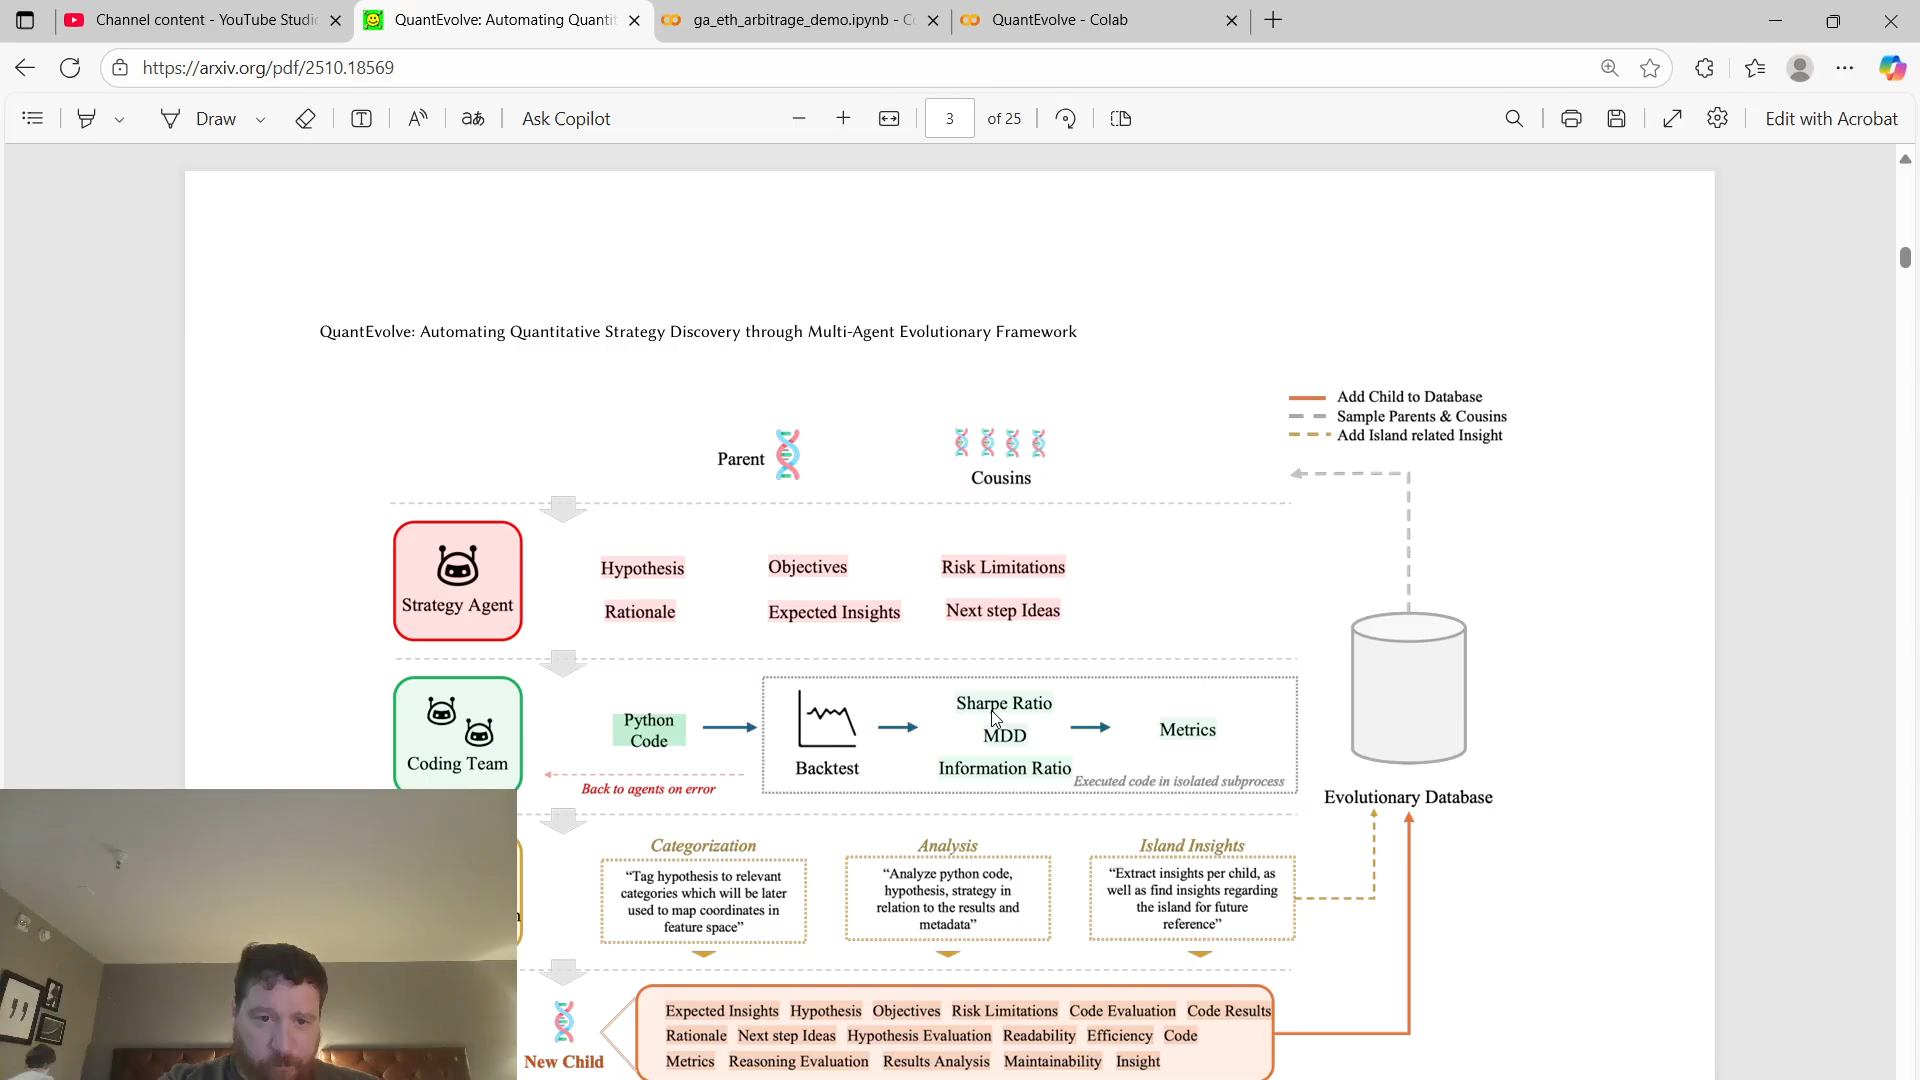 Channel content - YouTube Studi
QuantEvolve: Automating Quantit
ga_eth_arbitrage_demo.ipynb - Co
QuantEvolve - Colab
https://arxiv.org/pdf/2510.18569
Draw
Ask Copilot
3
of 25
Edit with Acrobat
QuantEvolve: Automating Quantitative Strategy Discovery through Multi-Agent Evolutionary Framework
Add Child to Database
Sample Parents & Cousins
Add Island related Insight
Parent
Cousins
Strategy Agent
Hypothesis
Objectives
Risk Limitations
Rationale
Expected Insights
Next step Ideas
Coding Team
Python
Code
Back to agents on error
Backtest
Sharpe Ratio
MDD
Information Ratio
Metrics
Executed code in isolated subprocess
Evolutionary Database
Categorization
“Tag hypothesis to relevant
categories which will be later
used to map coordinates in
feature space”
Analysis
“Analyze python code,
hypothesis, strategy in
relation to the results and
metadata”
Island Insights
“Extract insights per child, as
well as find insights regarding
the island for future
reference”
New Child
Expected Insights Hypothesis Objectives Risk Limitations Code Evaluation Code Results
Rationale Next step Ideas Hypothesis Evaluation Readability Efficiency Code
Metrics Reasoning Evaluation Results Analysis Maintainability Insight